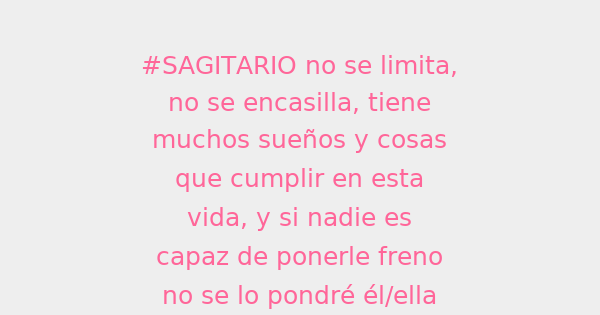 #SAGITARIO no se limita,
no se encasilla, tiene
muchos sueños y cosas
que cumplir en esta
vida, y si nadie es
capaz de ponerle freno
no se lo pondré él/ella